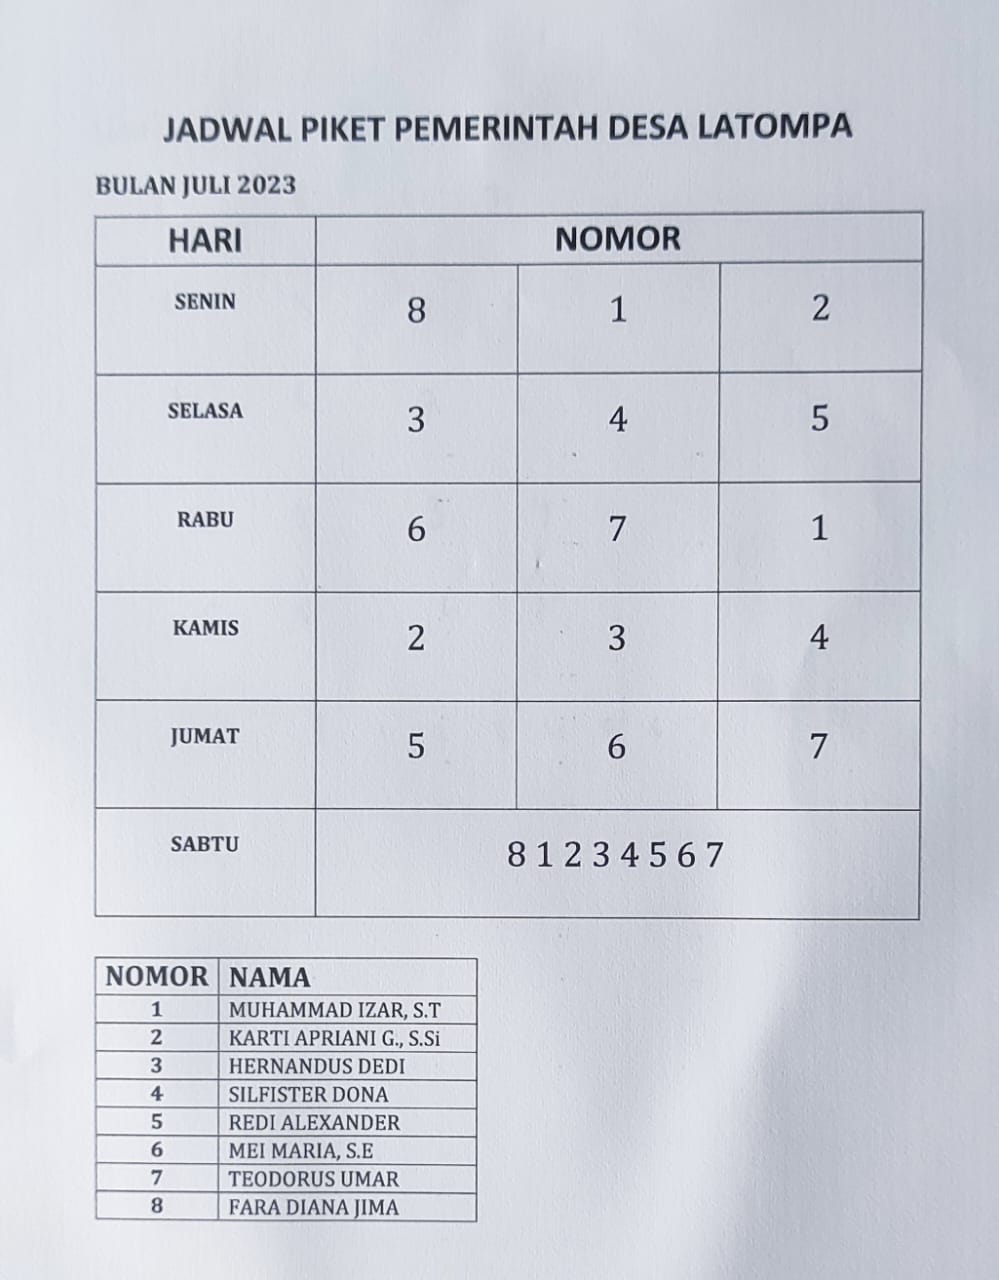 JADWAL PIKET PEMERINTAH DESA LATOMPA
BULAN JULI 2023
HARI NOMOR
SENIN 8 1 2
SELASA 3 4 5
RABU 6 7 1
KAMIS 2 3 4
JUMAT 5 6 7
SABTU 8 1 2 3 4 5 6 7
NOMOR NAMA
1 MUHAMMAD IZAR, S.T
2 KARTI APRIANI G., S.Si
3 HERNANDUS DEDI
4 SILFISTER DONA
5 REDI ALEXANDER
6 MEI MARIA, S.E
7 TEODORUS UMAR
8 FARA DIANA JIMA